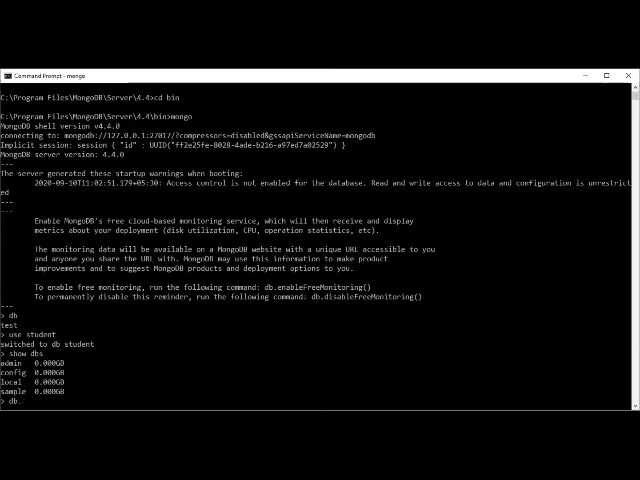 Command Prompt - mongo
C:\Program Files\MongoDB\Server\4.4>cd bin
C:\Program Files\MongoDB\Server\4.4\bin>mongo
MongoDB shell version v4.4.0
connecting to: mongodb://127.0.0.1:27017/?compressors=disabled&gssapiServiceName=mongodb
Implicit session: session { "id" : UUID("ff2e25fe-8028-4ade-b216-a97ed7a02529") }
MongoDB server version: 4.4.0
---
The server generated these startup warnings when booting:
2020-09-10T11:02:51.179+05:30: Access control is not enabled for the database. Read and write access to data and configuration is unrestrict
ed
---
---
Enable MongoDB's free cloud-based monitoring service, which will then receive and display
metrics about your deployment (disk utilization, CPU, operation statistics, etc).
The monitoring data will be available on a MongoDB website with a unique URL accessible to you
and anyone you share the URL with. MongoDB may use this information to make product
improvements and to suggest MongoDB products and deployment options to you.
To enable free monitoring, run the following command: db.enableFreeMonitoring()
To permanently disable this reminder, run the following command: db.disableFreeMonitoring()
---
> db
test
> use student
switched to db student
> show dbs
admin 0.000GB
config 0.000GB
local 0.000GB
sample 0.000GB
> db.